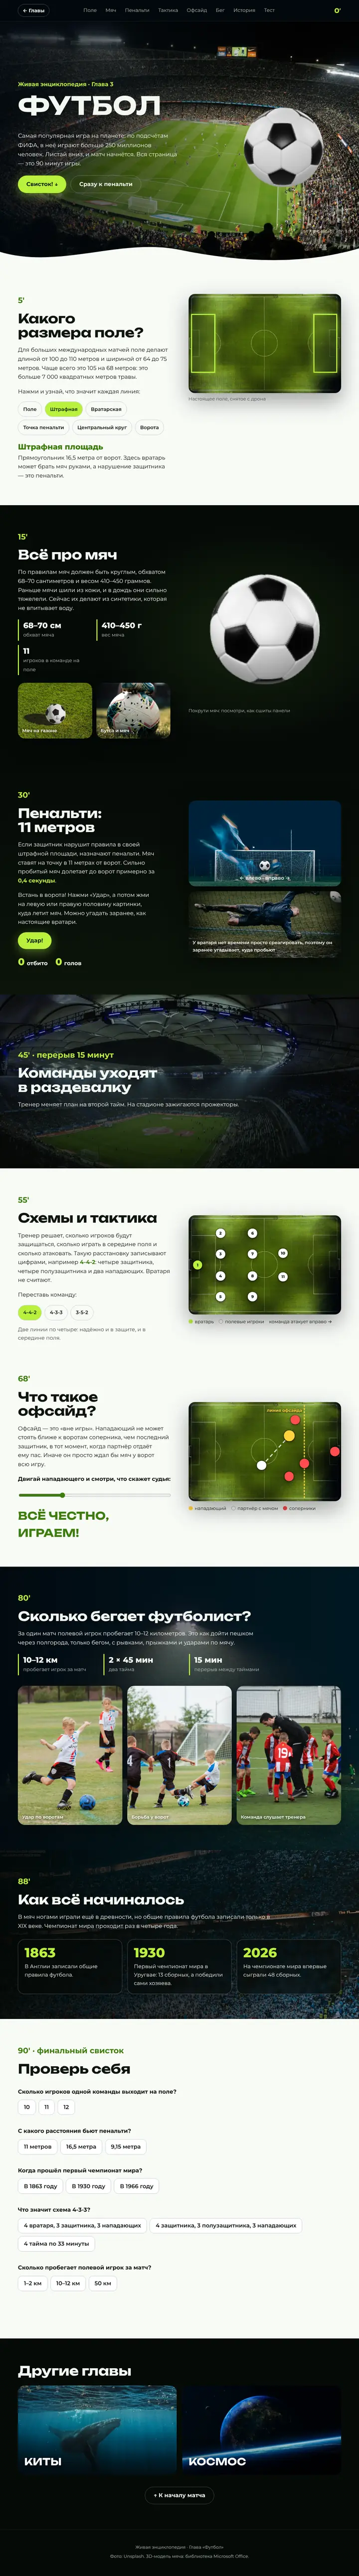 ← Главы
Поле
Мяч
Пенальти
Тактика
Офсайд
Бег
История
Тест
0'
Живая энциклопедия · Глава 3
ФУТБОЛ
Самая популярная игра на планете: по подсчётам
ФИФА, в неё играют больше 250 миллионов
человек. Листай вниз, и матч начнётся. Вся страница
— это 90 минут игры.
Свисток! ↓
Сразу к пенальти
5'
Какого
размера поле?
Для больших международных матчей поле делают
длиной от 100 до 110 метров и шириной от 64 до 75
метров. Чаще всего это 105 на 68 метров: это
больше 7 000 квадратных метров травы.
Нажми и узнай, что значит каждая линия:
Поле
Штрафная
Вратарская
Точка пенальти
Центральный круг
Ворота
Штрафная площадь
Прямоугольник 16,5 метра от ворот. Здесь вратарь
может брать мяч руками, а нарушение защитника
— это пенальти.
Настоящее поле, снятое с дрона
15'
Всё про мяч
По правилам мяч должен быть круглым, обхватом
68–70 сантиметров и весом 410–450 граммов.
Раньше мячи шили из кожи, и в дождь они сильно
тяжелели. Сейчас их делают из синтетики, которая
не впитывает воду.
68–70 см
обхват мяча
410–450 г
вес мяча
11
игроков в команде на
поле
Мяч на газоне
Бутса и мяч
Покрути мяч: посмотри, как сшиты панели
30'
Пенальти:
11 метров
Если защитник нарушит правила в своей
штрафной площади, назначают пенальти. Мяч
ставят на точку в 11 метрах от ворот. Сильно
пробитый мяч долетает до ворот примерно за
0,4 секунды.
Встань в ворота! Нажми «Удар», а потом жми
на левую или правую половину картинки,
куда летит мяч. Можно угадать заранее, как
настоящие вратари.
Удар!
0 отбито
0 голов
У вратаря нет времени просто среагировать, поэтому он
заранее угадывает, куда пробьют
45' · перерыв 15 минут
Команды уходят
в раздевалку
Тренер меняет план на второй тайм. На стадионе зажигаются прожекторы.
55'
Схемы и тактика
Тренер решает, сколько игроков будут
защищаться, сколько играть в середине поля и
сколько атаковать. Такую расстановку записывают
цифрами, например 4-4-2: четыре защитника,
четыре полузащитника и два нападающих. Вратаря
не считают.
Переставь команду:
4-4-2
4-3-3
3-5-2
Две линии по четыре: надёжно и в защите, и в
середине поля.
1
2
3
4
5
6
7
8
9
10
11
вратарь
полевые игроки
команда атакует вправо →
68'
Что такое
офсайд?
Офсайд — это «вне игры». Нападающий не может
стоять ближе к воротам соперника, чем последний
защитник, в тот момент, когда партнёр отдаёт
ему пас. Иначе он просто ждал бы мяч у ворот
всю игру.
Двигай нападающего и смотри, что скажет судья:
ВСЁ ЧЕСТНО,
ИГРАЕМ!
линия офсайда
нападающий
партнёр с мячом
соперники
80'
Сколько бегает футболист?
За один матч полевой игрок пробегает 10–12 километров. Это как дойти пешком
через полгорода, только бегом, с рывками, прыжками и ударами по мячу.
10–12 км
пробегает игрок за матч
2 × 45 мин
два тайма
15 мин
перерыв между таймами
Удар по воротам
Борьба у ворот
Команда слушает тренера
88'
Как всё начиналось
В мяч ногами играли ещё в древности, но общие правила футбола записали только в
XIX веке. Чемпионат мира проходит раз в четыре года.
1863
В Англии записали общие
правила футбола.
1930
Первый чемпионат мира в
Уругвае: 13 сборных, а победили
сами хозяева.
2026
На чемпионате мира впервые
сыграли 48 сборных.
90' · финальный свисток
Проверь себя
Сколько игроков одной команды выходит на поле?
10
11
12
С какого расстояния бьют пенальти?
11 метров
16,5 метра
9,15 метра
Когда прошёл первый чемпионат мира?
В 1863 году
В 1930 году
В 1966 году
Что значит схема 4-3-3?
4 вратаря, 3 защитника, 3 нападающих
4 защитника, 3 полузащитника, 3 нападающих
4 тайма по 33 минуты
Сколько пробегает полевой игрок за матч?
1–2 км
10–12 км
50 км
Другие главы
КИТЫ
КОСМОС
↑ К началу матча
Живая энциклопедия · Глава «Футбол»
Фото: Unsplash. 3D-модель мяча: библиотека Microsoft Office.